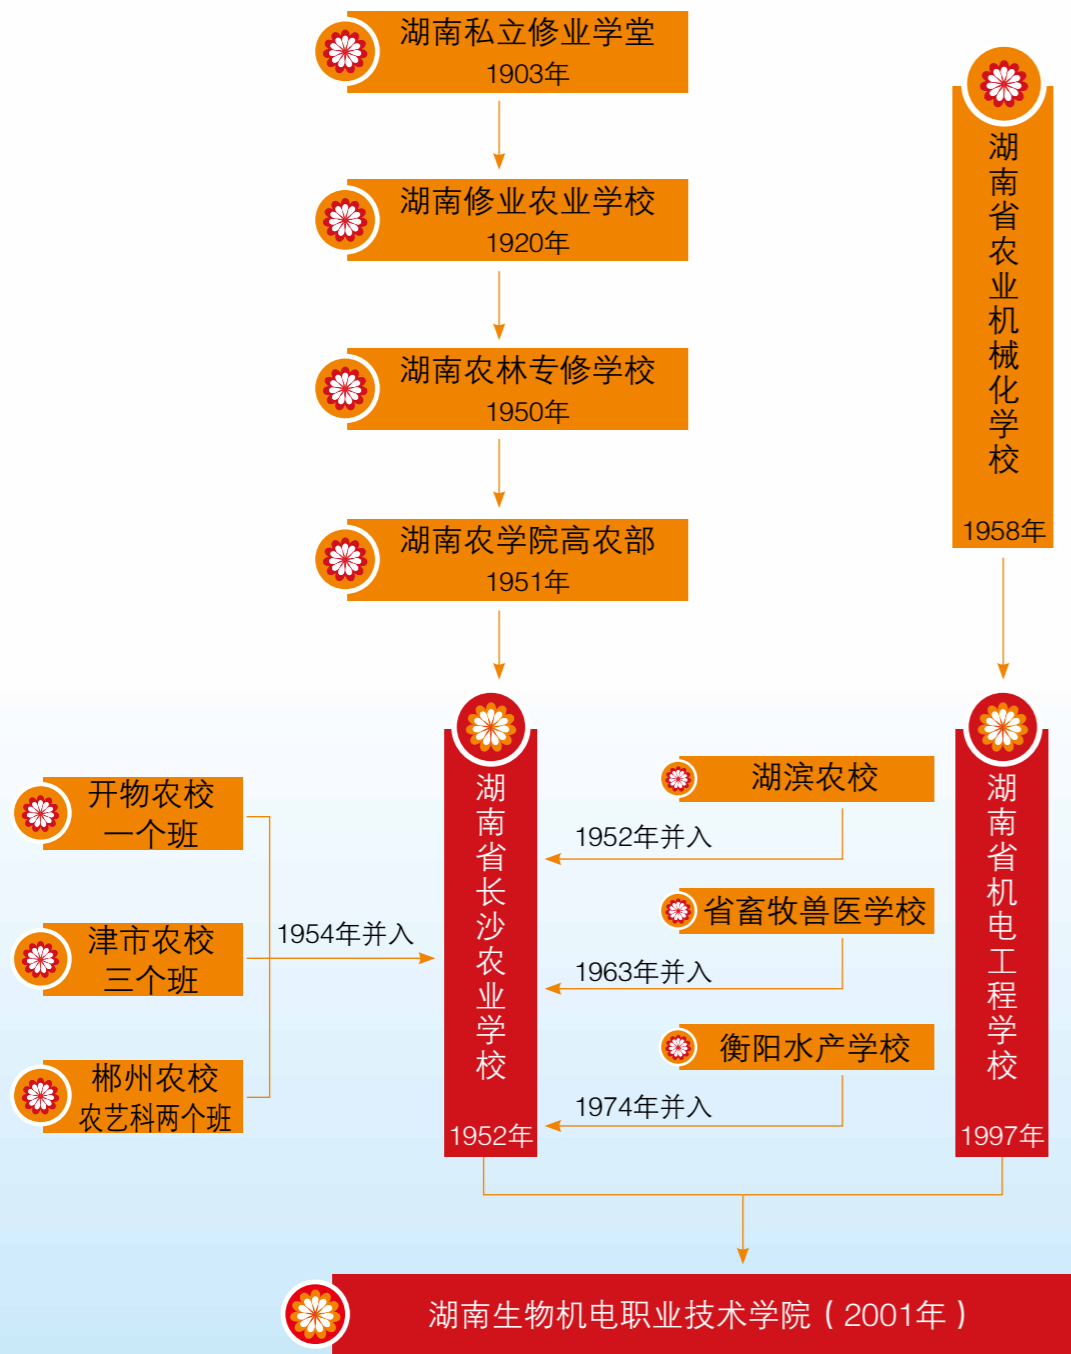 湖南私立修业学堂
1903年
湖南修业农业学校
1920年
湖南农林专修学校
1950年
湖南农学院高农部
1951年
湖南省农业机械化学校
1958年
开物农校
一个班
津市农校
三个班
郴州农校
农艺科两个班
1954年并入
湖南省长沙农业学校
1952年
湖滨农校
1952年并入
省畜牧兽医学校
1963年并入
衡阳水产学校
1974年并入
湖南省机电工程学校
1997年
湖南生物机电职业技术学院（2001年）